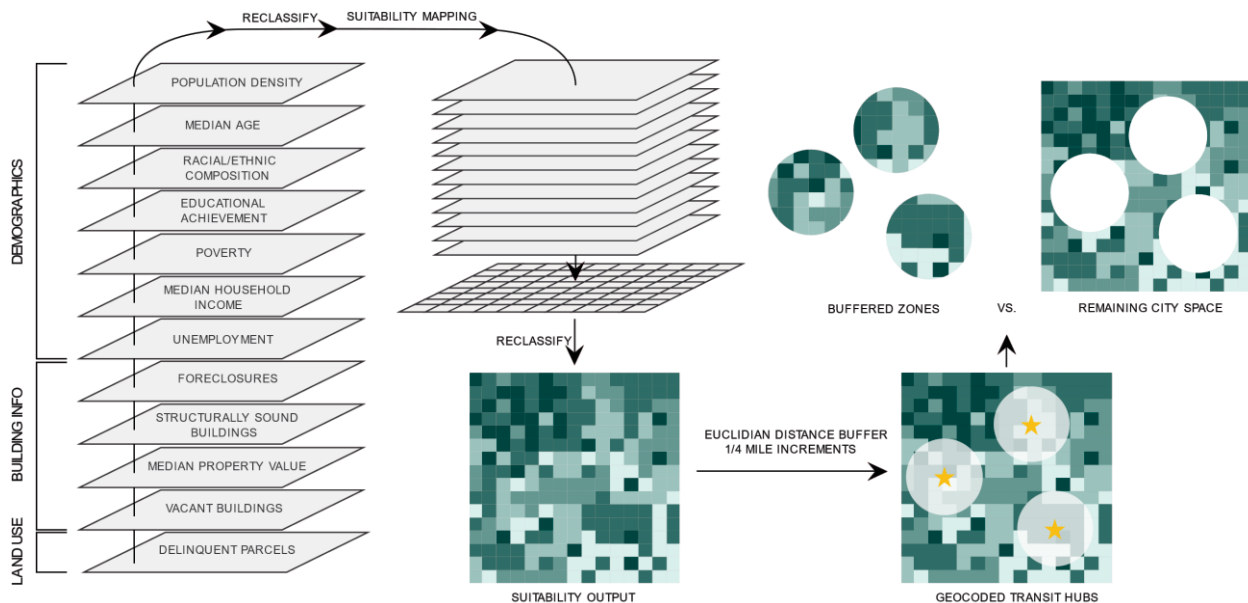 RECLASSIFY
SUITABILITY MAPPING
DEMOGRAPHICS
POPULATION DENSITY
MEDIAN AGE
RACIAL/ETHNIC
COMPOSITION
EDUCATIONAL
ACHIEVEMENT
POVERTY
MEDIAN HOUSEHOLD
INCOME
UNEMPLOYMENT
BUILDING INFO
FORECLOSURES
STRUCTURALLY SOUND
BUILDINGS
MEDIAN PROPERTY VALUE
VACANT BUILDINGS
LAND USE
DELINQUENT PARCELS
RECLASSIFY
SUITABILITY OUTPUT
EUCLIDIAN DISTANCE BUFFER
1/4 MILE INCREMENTS
GEOCODED TRANSIT HUBS
BUFFERED ZONES
VS.
REMAINING CITY SPACE